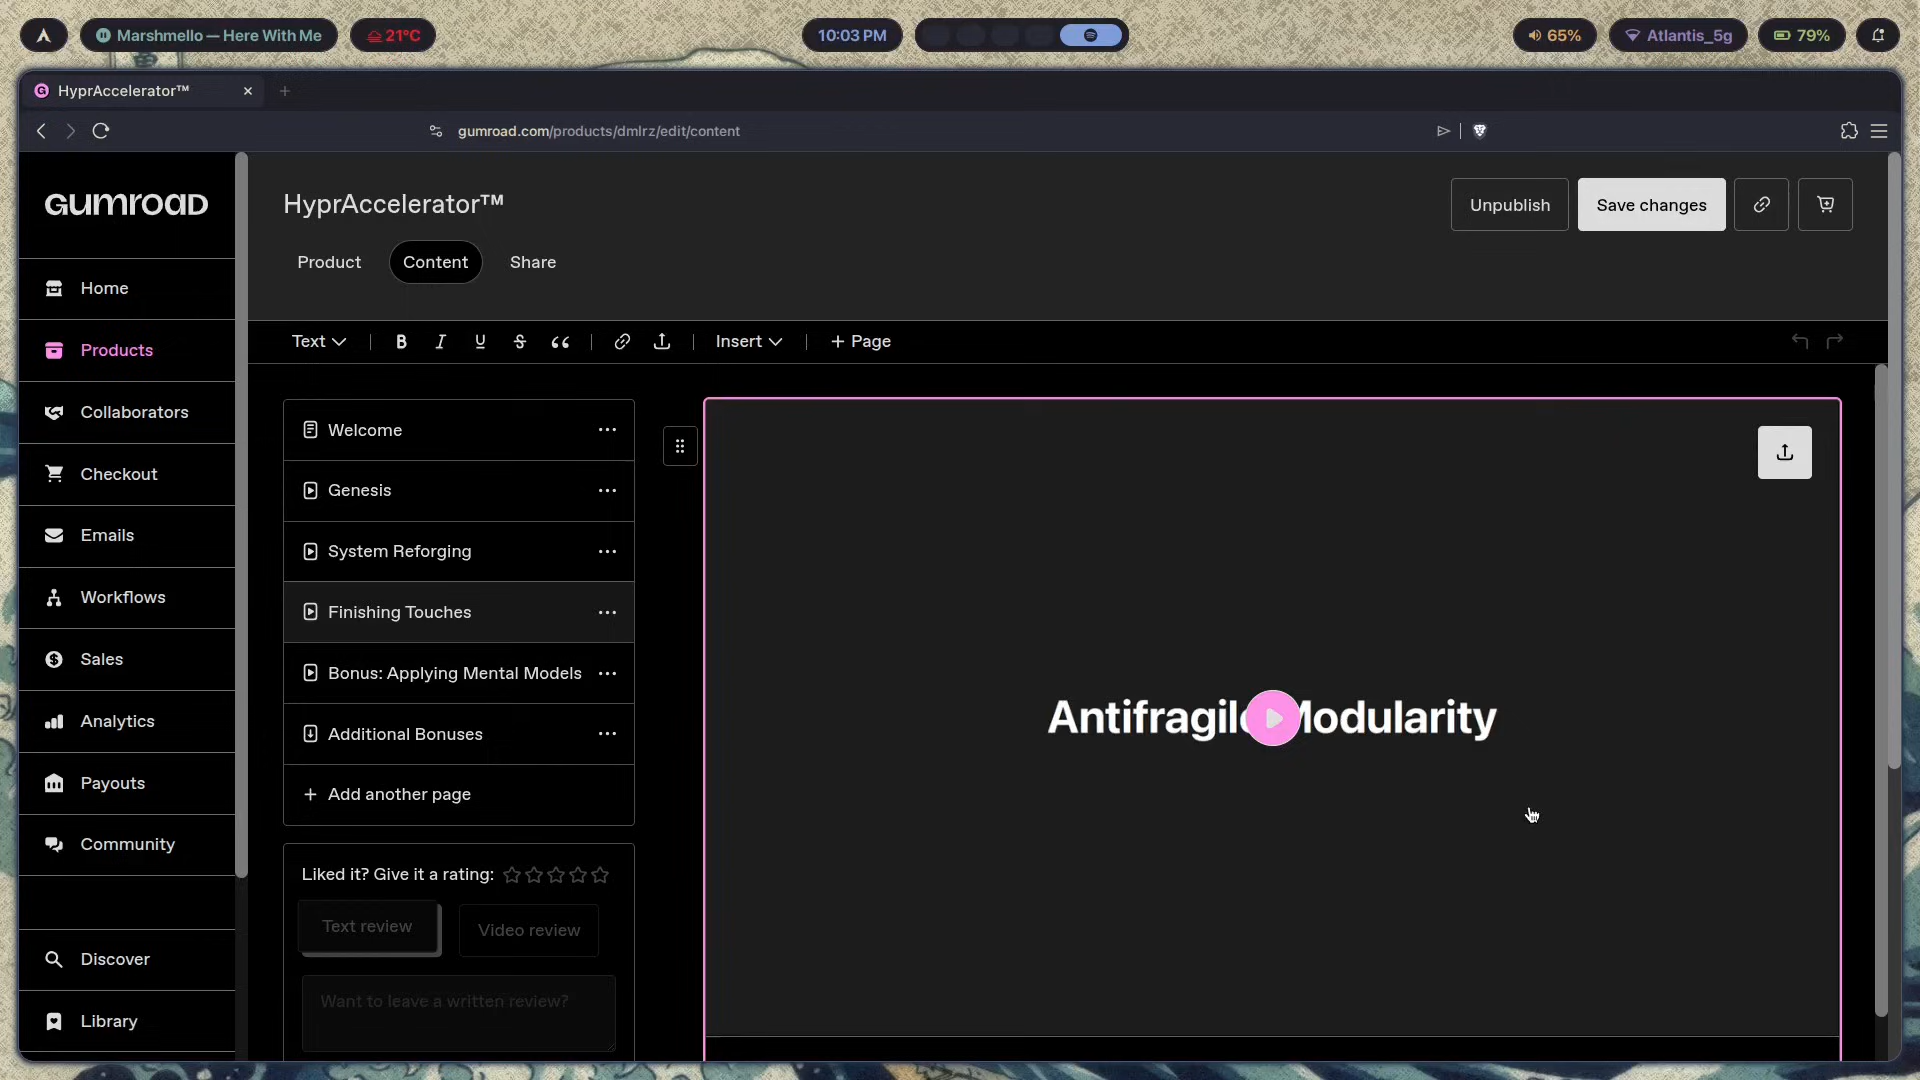 Marshmello — Here With Me
21°C
10:03 PM
65%
Atlantis_5g
79%
HyprAccelerator™
gumroad.com/products/dmlrz/edit/content
GUMROAD
Home
Products
Collaborators
Checkout
Emails
Workflows
Sales
Analytics
Payouts
Community
Discover
Library
HyprAccelerator™
Unpublish
Save changes
Product
Content
Share
Text
B
I
U
S
Insert
+ Page
Welcome
Genesis
System Reforging
Finishing Touches
Bonus: Applying Mental Models
Additional Bonuses
+ Add another page
Liked it? Give it a rating:
Text review
Video review
Want to leave a written review?
Antifragile Modularity